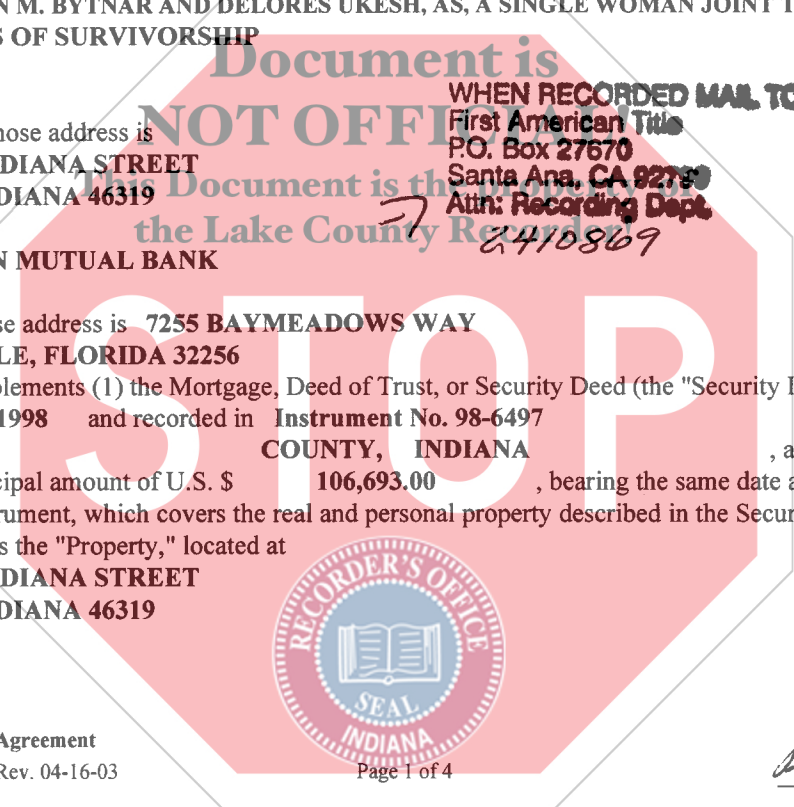 N M. BYTNAR AND DELORES UKESH, AS, A SINGLE WOMAN JOINT T
S OF SURVIVORSHIP
Document is
NOT OFFICIAL!
This Document is the property of
the Lake County Recorder!
WHEN RECORDED MAIL TO
First American Title
P.O. Box 27670
Santa Ana, CA
Attn: Recording Dept.
2410869
hose address is
DIANA STREET
DIANA 46319
N MUTUAL BANK
se address is 7255 BAYMEADOWS WAY
LE, FLORIDA 32256
plements (1) the Mortgage, Deed of Trust, or Security Deed (the "Security
1998 and recorded in Instrument No. 98-6497
COUNTY, INDIANA , a
cipal amount of U.S. $ 106,693.00 , bearing the same date a
rument, which covers the real and personal property described in the Secur
s the "Property," located at
DIANA STREET
DIANA 46319
STOP
RECORDER'S OFFICE
SEAL
INDIANA
Agreement
Rev. 04-16-03
Page 1 of 4